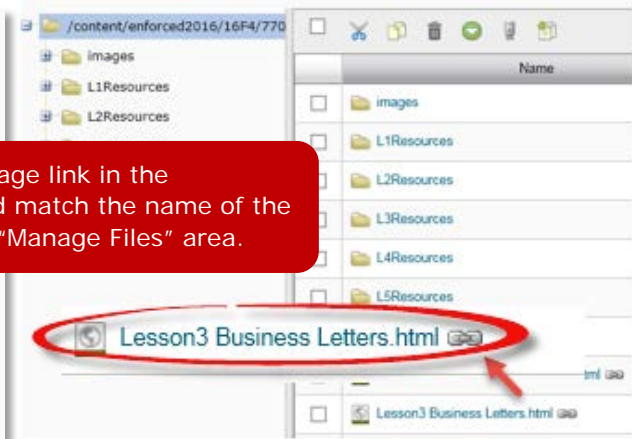 /content/enforced2016/16F4/770
images
L1Resources
L2Resources
Name
images
L1Resources
L2Resources
L3Resources
L4Resources
L5Resources
age link in the
d match the name of the
"Manage Files" area.
Lesson3 Business Letters.html
ml
Lesson3 Business Letters.html